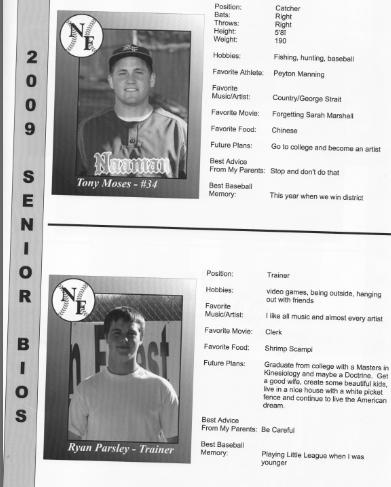 2009 SENIOR BIOS
NF
Naaman
Tony Moses - #34
Position: Catcher
Bats: Right
Throws: Right
Height: 5'8!
Weight: 190
Hobbies: Fishing, hunting, baseball
Favorite Athlete: Peyton Manning
Favorite
Music/Artist: Country/George Strait
Favorite Movie: Forgetting Sarah Marshall
Favorite Food: Chinese
Future Plans: Go to college and become an artist
Best Advice
From My Parents: Stop and don't do that
Best Baseball
Memory: This year when we win district
NF
Ryan Parsley - Trainer
Position: Trainer
Hobbies: video games, being outside, hanging
out with friends
Favorite
Music/Artist: I like all music and almost every artist
Favorite Movie: Clerk
Favorite Food: Shrimp Scampi
Future Plans: Graduate from college with a Masters in
Kinesiology and maybe a Doctrine. Get
a good wife, create some beautiful kids,
live in a nice house with a white picket
fence and continue to live the American
dream.
Best Advice
From My Parents: Be Careful
Best Baseball
Memory: Playing Little League when I was
younger